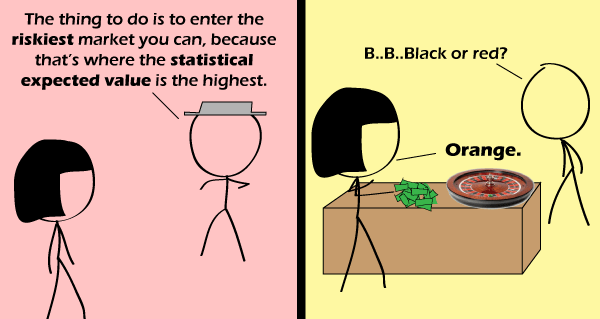 The thing to do is to enter the
riskiest market you can, because
that's where the statistical
expected value is the highest.
B..B..Black or red?
Orange.